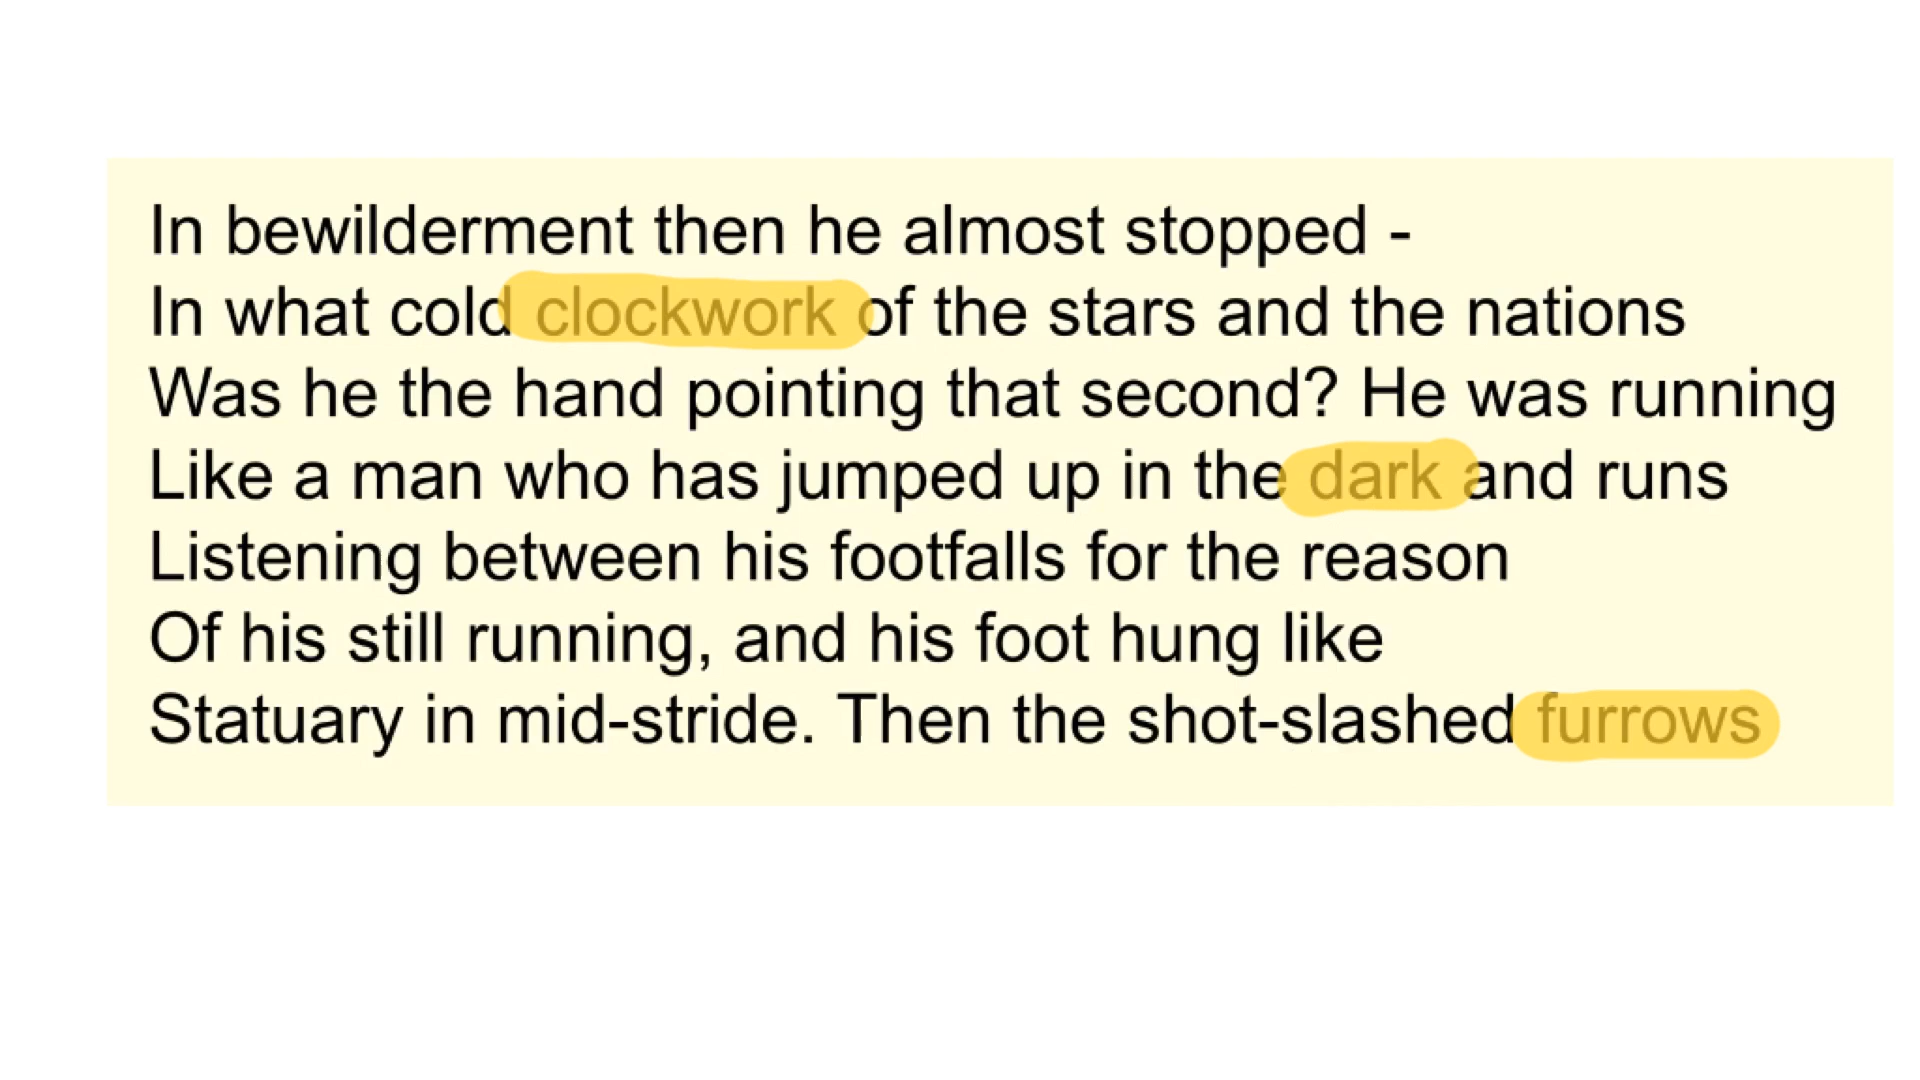 In bewilderment then he almost stopped -
In what cold clockwork of the stars and the nations
Was he the hand pointing that second? He was running
Like a man who has jumped up in the dark and runs
Listening between his footfalls for the reason
Of his still running, and his foot hung like
Statuary in mid-stride. Then the shot-slashed furrows